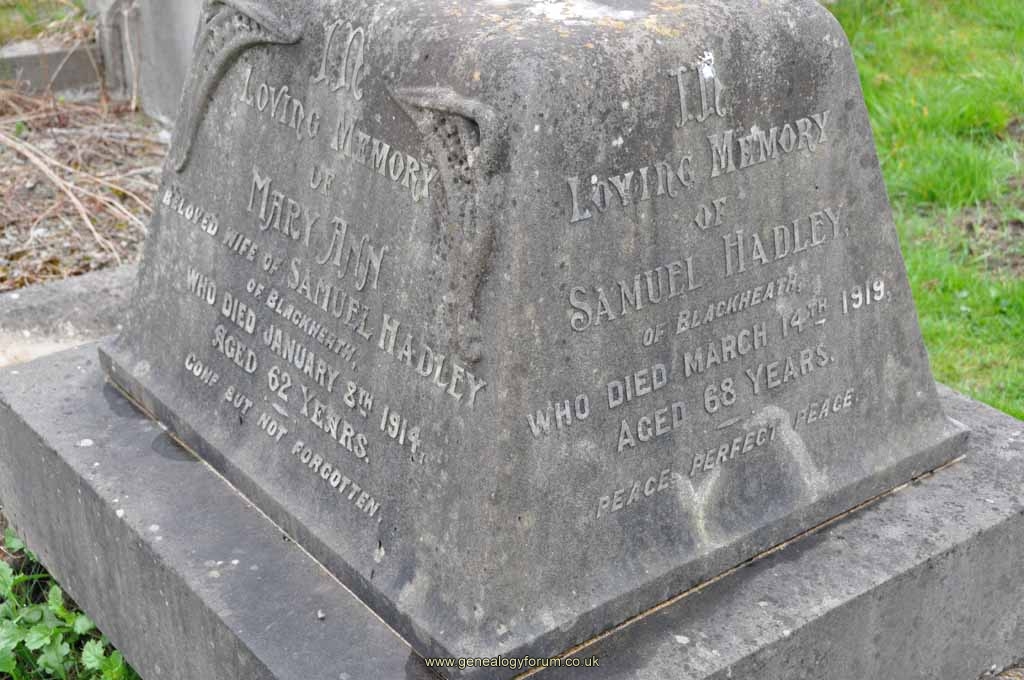 In
Loving Memory
of
Mary Ann
Beloved wife of Samuel Hadley
of Blackheath,
who died January 8th 1914,
Aged 62 Years.
Gone but not forgotten.
In
Loving Memory
of
Samuel Hadley,
of Blackheath,
who died March 14th 1919,
Aged 68 Years.
Peace, Perfect Peace.
www.genealogyforum.co.uk